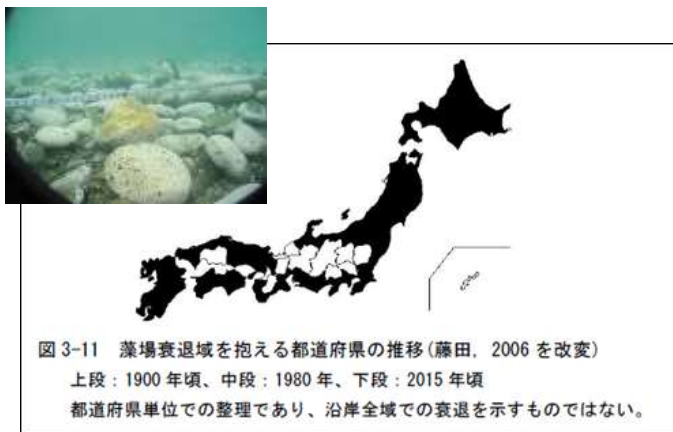 図 3-11 藻場衰退域を抱える都道府県の推移(藤田, 2006 を改変)
上段：1900 年頃、中段：1980 年、下段：2015 年頃
都道府県単位での整理であり、沿岸全域での衰退を示すものではない。